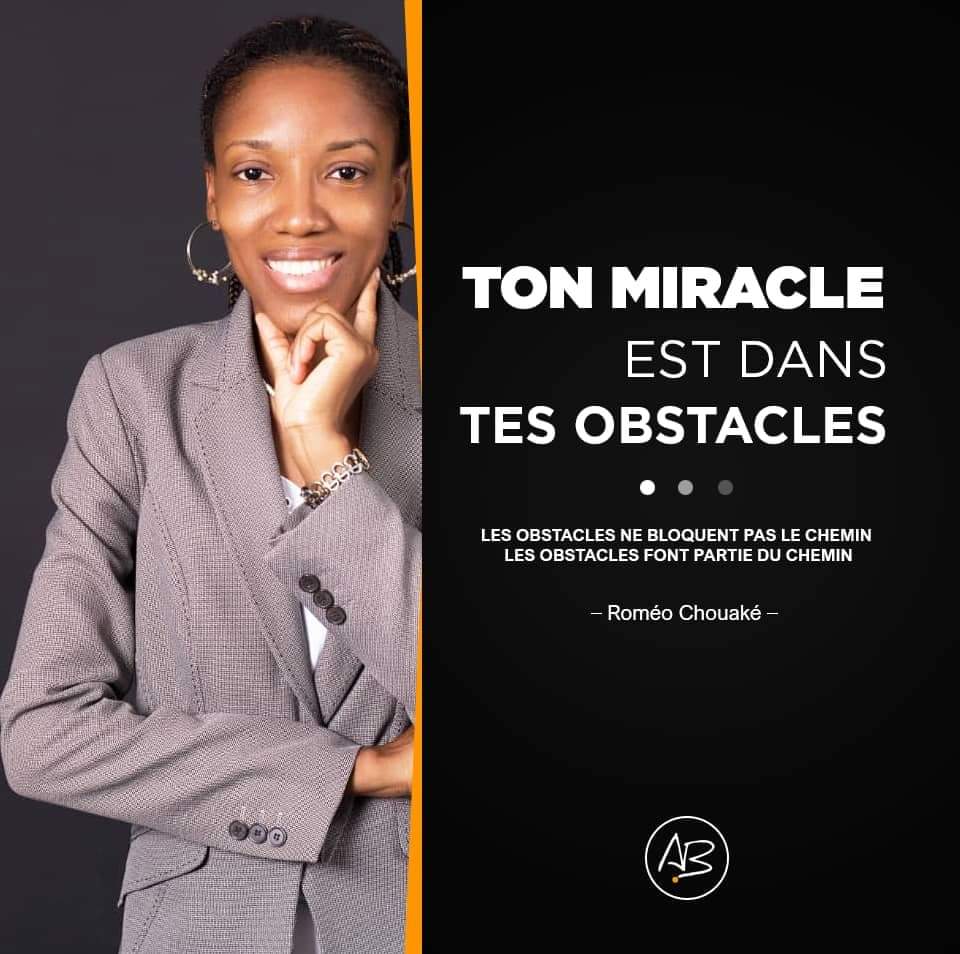 TON MIRACLE
EST DANS
TES OBSTACLES
LES OBSTACLES NE BLOQUENT PAS LE CHEMIN
LES OBSTACLES FONT PARTIE DU CHEMIN
– Roméo Chouaké –
AB